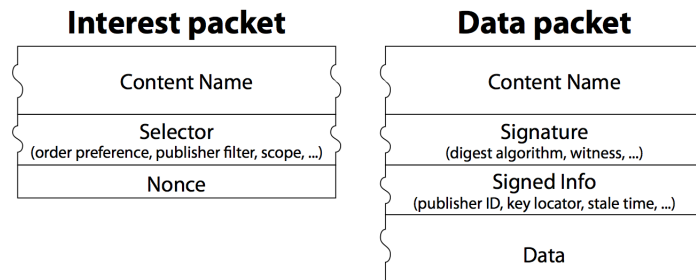 Interest packet
Content Name
Selector
(order preference, publisher filter, scope, ...)
Nonce
Data packet
Content Name
Signature
(digest algorithm, witness, ...)
Signed Info
(publisher ID, key locator, stale time, ...)
Data